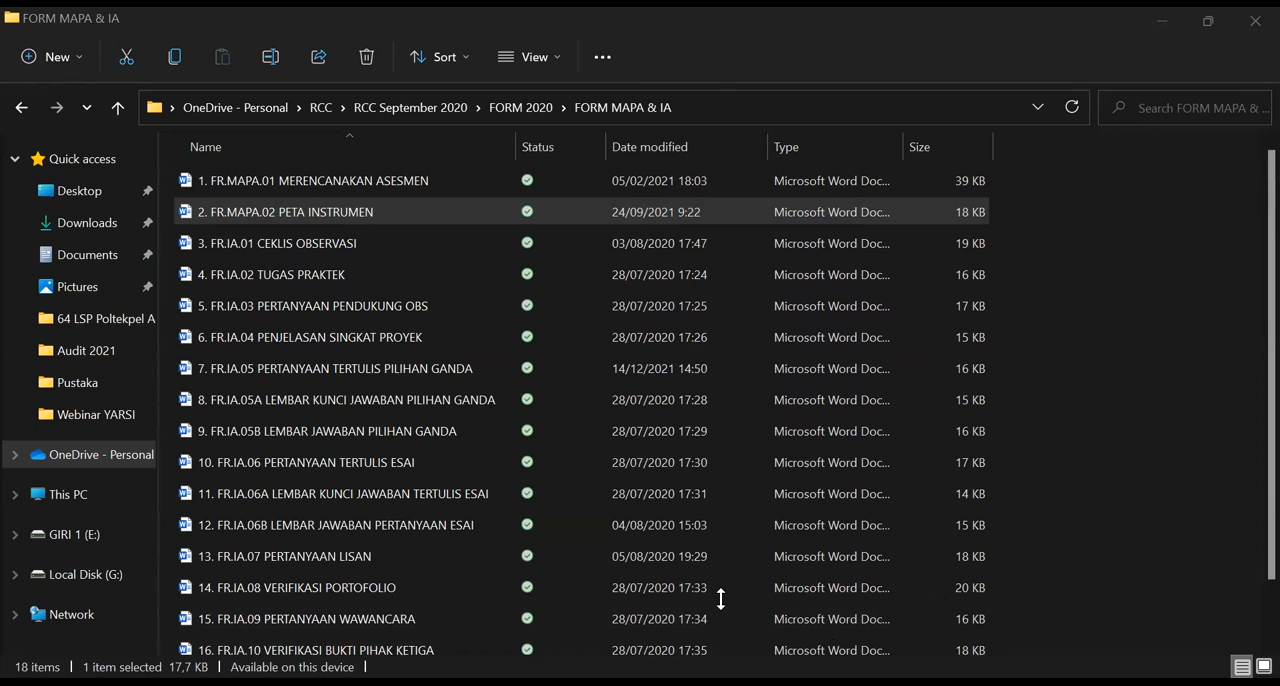 FORM MAPA & IA
New
Sort
View
OneDrive - Personal > RCC > RCC September 2020 > FORM 2020 > FORM MAPA & IA
Search FORM MAPA & ...
Name Status Date modified Type Size
Quick access
Desktop
Downloads
Documents
Pictures
64 LSP Poltekpel A
Audit 2021
Pustaka
Webinar YARSI
OneDrive - Personal
This PC
GIRI 1 (E:)
Local Disk (G:)
Network
1. FR.MAPA.01 MERENCANAKAN ASESMEN 05/02/2021 18:03 Microsoft Word Doc... 39 KB
2. FR.MAPA.02 PETA INSTRUMEN 24/09/2021 9:22 Microsoft Word Doc... 18 KB
3. FR.IA.01 CEKLIS OBSERVASI 03/08/2020 17:47 Microsoft Word Doc... 19 KB
4. FR.IA.02 TUGAS PRAKTEK 28/07/2020 17:24 Microsoft Word Doc... 16 KB
5. FR.IA.03 PERTANYAAN PENDUKUNG OBS 28/07/2020 17:25 Microsoft Word Doc... 17 KB
6. FR.IA.04 PENJELASAN SINGKAT PROYEK 28/07/2020 17:26 Microsoft Word Doc... 15 KB
7. FR.IA.05 PERTANYAAN TERTULIS PILIHAN GANDA 14/12/2021 14:50 Microsoft Word Doc... 16 KB
8. FR.IA.05A LEMBAR KUNCI JAWABAN PILIHAN GANDA 28/07/2020 17:28 Microsoft Word Doc... 15 KB
9. FR.IA.05B LEMBAR JAWABAN PILIHAN GANDA 28/07/2020 17:29 Microsoft Word Doc... 16 KB
10. FR.IA.06 PERTANYAAN TERTULIS ESAI 28/07/2020 17:30 Microsoft Word Doc... 17 KB
11. FR.IA.06A LEMBAR KUNCI JAWABAN TERTULIS ESAI 28/07/2020 17:31 Microsoft Word Doc... 14 KB
12. FR.IA.06B LEMBAR JAWABAN PERTANYAAN ESAI 04/08/2020 15:03 Microsoft Word Doc... 15 KB
13. FR.IA.07 PERTANYAAN LISAN 05/08/2020 19:29 Microsoft Word Doc... 18 KB
14. FR.IA.08 VERIFIKASI PORTOFOLIO 28/07/2020 17:33 Microsoft Word Doc... 20 KB
15. FR.IA.09 PERTANYAAN WAWANCARA 28/07/2020 17:34 Microsoft Word Doc... 16 KB
16. FR.IA.10 VERIFIKASI BUKTI PIHAK KETIGA 28/07/2020 17:35 Microsoft Word Doc... 18 KB
18 items | 1 item selected 17,7 KB | Available on this device |